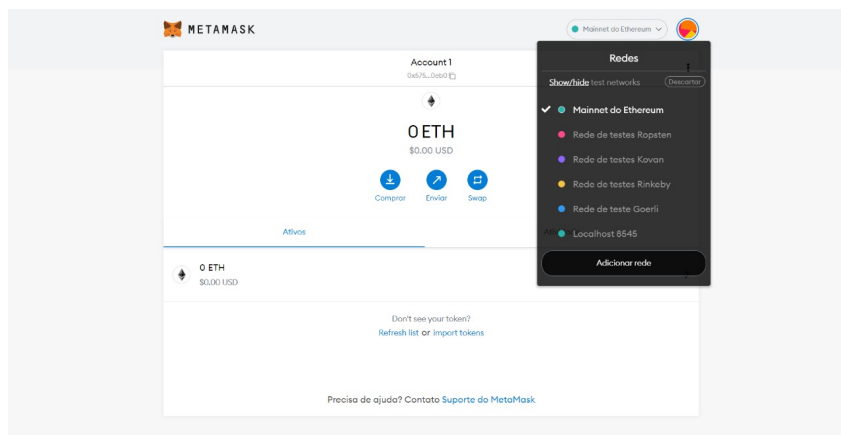 METAMASK
Mainnet do Ethereum
Account 1
0x575...0eb0
0 ETH
$0.00 USD
Comprar
Enviar
Swap
Ativos
0 ETH
$0.00 USD
Don't see your token?
Refresh list or import tokens
Precisa de ajuda? Contato Suporte do MetaMask
Redes
Show/hide test networks
Descartar
Mainnet do Ethereum
Rede de testes Ropsten
Rede de testes Kovan
Rede de testes Rinkeby
Rede de teste Goerli
Localhost 8545
Adicionar rede